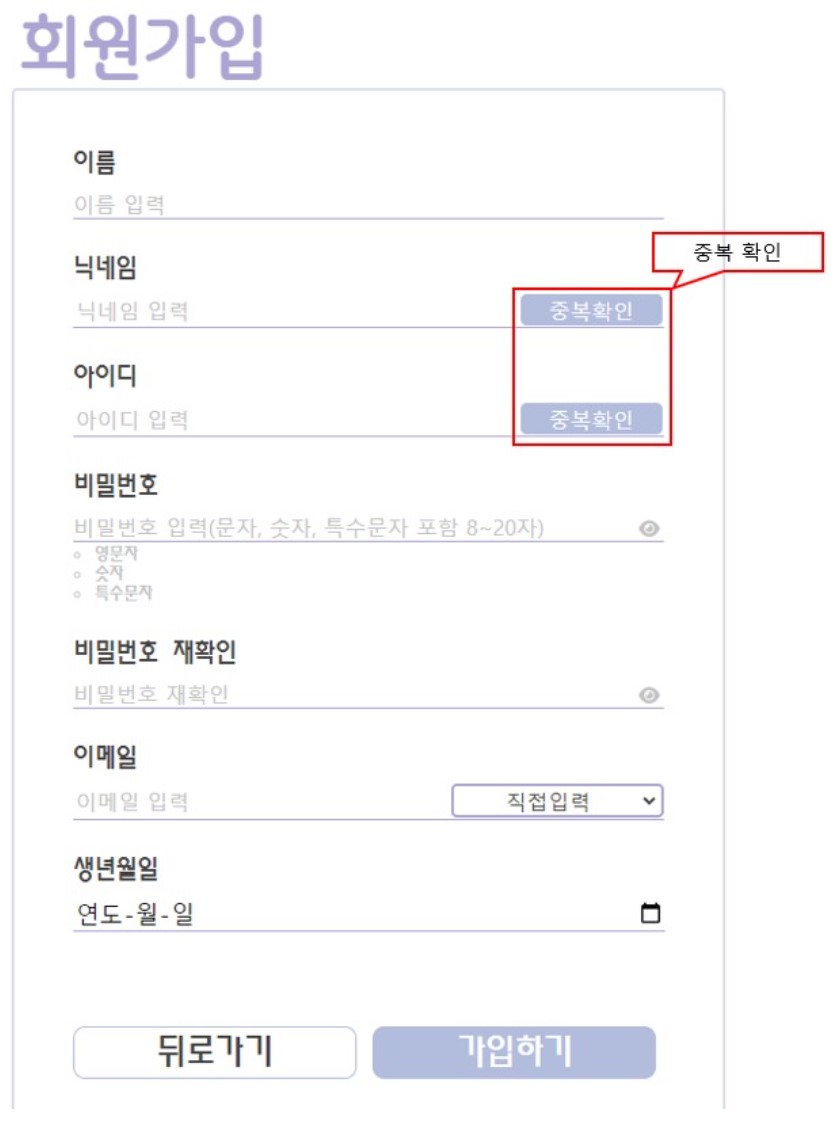 회원가입
이름
이름 입력
중복 확인
닉네임
닉네임 입력 중복확인
아이디
아이디 입력 중복확인
비밀번호
비밀번호 입력(문자, 숫자, 특수문자 포함 8~20자)
영문자
숫자
특수문자
비밀번호 재확인
비밀번호 재확인
이메일
이메일 입력 직접입력
생년월일
연도-월-일
뒤로가기 가입하기